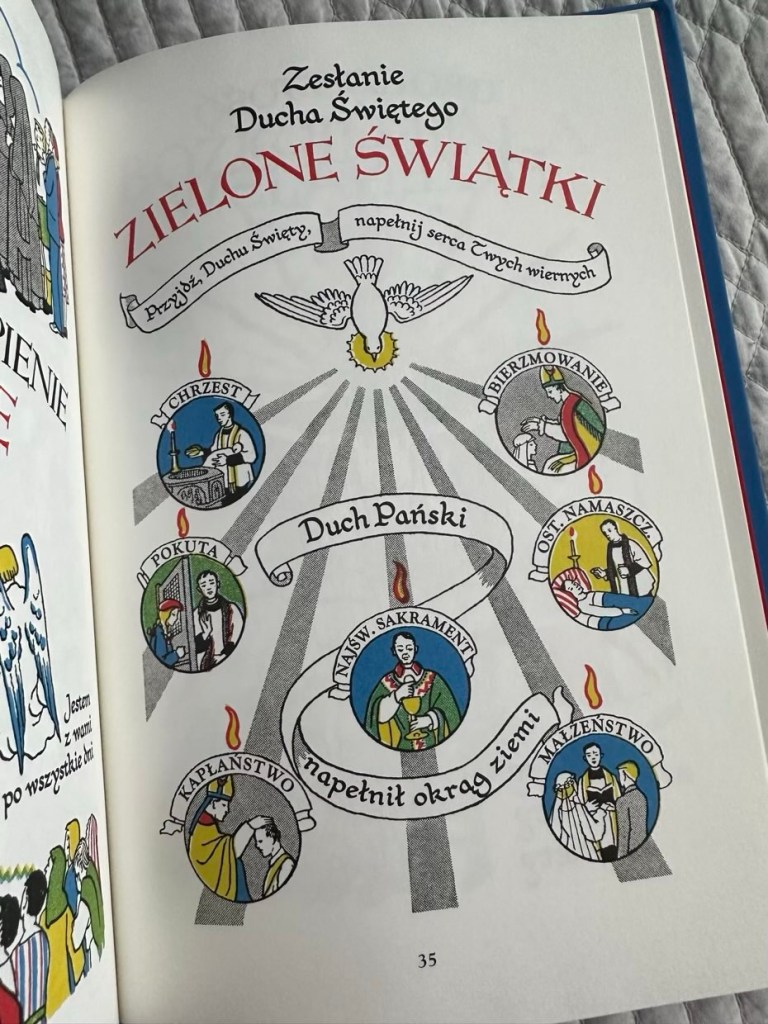 Zesłanie
Ducha Świętego
ZIELONE ŚWIĄTKI
Przyjdź, Duchu Święty, napełnij serca Twych wiernych
CHRZEST
BIERZMOWANIE
POKUTA
Duch Pański
OST. NAMASZCZ.
NAJŚW. SAKRAMENT
KAPŁAŃSTWO
napełnił okrąg ziemi
MAŁŻEŃSTWO
35
PIENIE
Jestem
z wami
po wszystkie dni